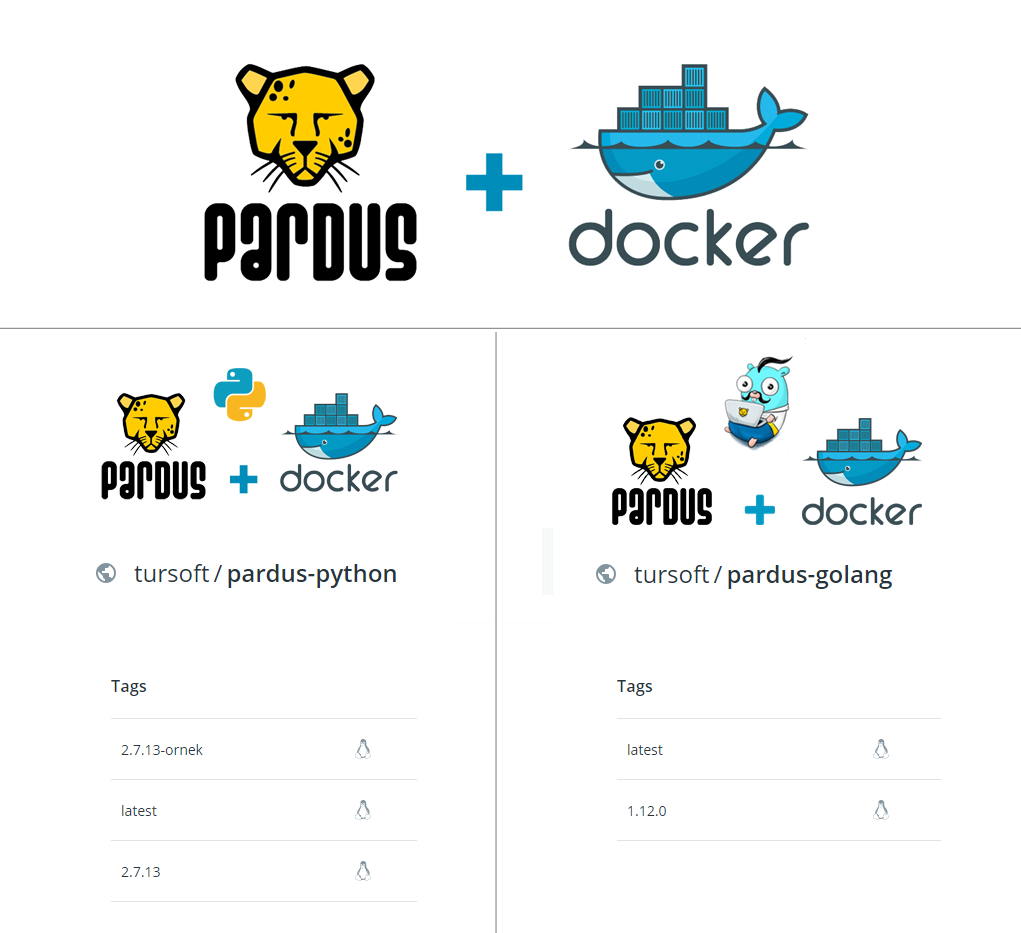 PARDUS
docker
PARDUS
docker
tursoft / pardus-python
Tags
2.7.13-ornek
latest
2.7.13
PARDUS
docker
tursoft / pardus-golang
Tags
latest
1.12.0